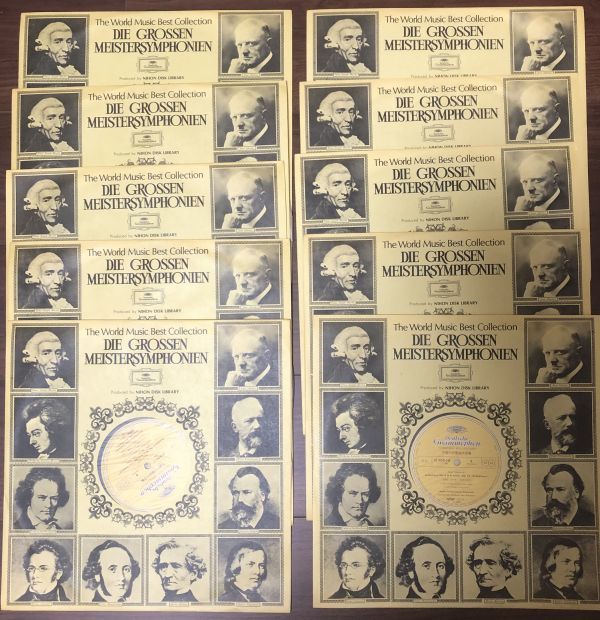 The World Music Best Collection
DIE GROSSEN
MEISTERSYMPHONIEN
Produced by NIHON DISK LIBRARY
The World Music Best Collection
DIE GROSSEN
MEISTERSYMPHONIEN
Produced by NIHON DISK LIBRARY
The World Music Best Collection
DIE GROSSEN
MEISTERSYMPHONIEN
Produced by NIHON DISK LIBRARY
The World Music Best Collection
DIE GROSSEN
MEISTERSYMPHONIEN
Produced by NIHON DISK LIBRARY
The World Music Best Collection
DIE GROSSEN
MEISTERSYMPHONIEN
Produced by NIHON DISK LIBRARY
The World Music Best Collection
DIE GROSSEN
MEISTERSYMPHONIEN
Produced by NIHON DISK LIBRARY
The World Music Best Collection
DIE GROSSEN
MEISTERSYMPHONIEN
Produced by NIHON DISK LIBRARY
The World Music Best Collection
DIE GROSSEN
MEISTERSYMPHONIEN
Produced by NIHON DISK LIBRARY
The World Music Best Collection
DIE GROSSEN
MEISTERSYMPHONIEN
Produced by NIHON DISK LIBRARY
The World Music Best Collection
DIE GROSSEN
MEISTERSYMPHONIEN
Produced by NIHON DISK LIBRARY
Deutsche
Grammophon